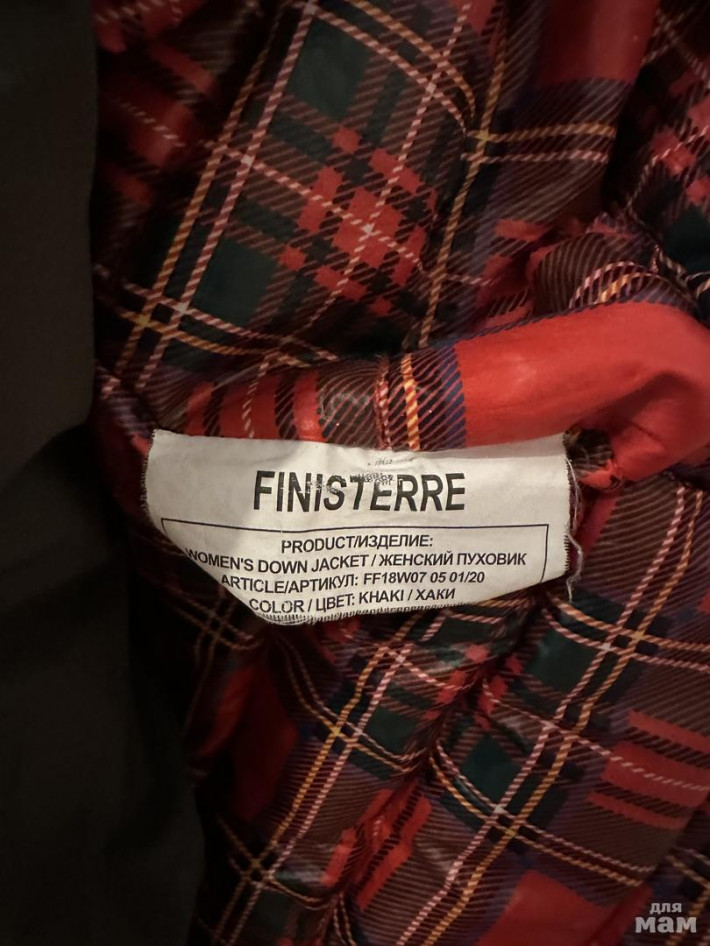 FINISTERRE
PRODUCT/ИЗДЕЛИЕ:
WOMEN'S DOWN JACKET / ЖЕНСКИЙ ПУХОВИК
ARTICLE/АРТИКУЛ: FF18W07 05 01/20
COLOR / ЦВЕТ: KHAKI / ХАКИ
для
мам